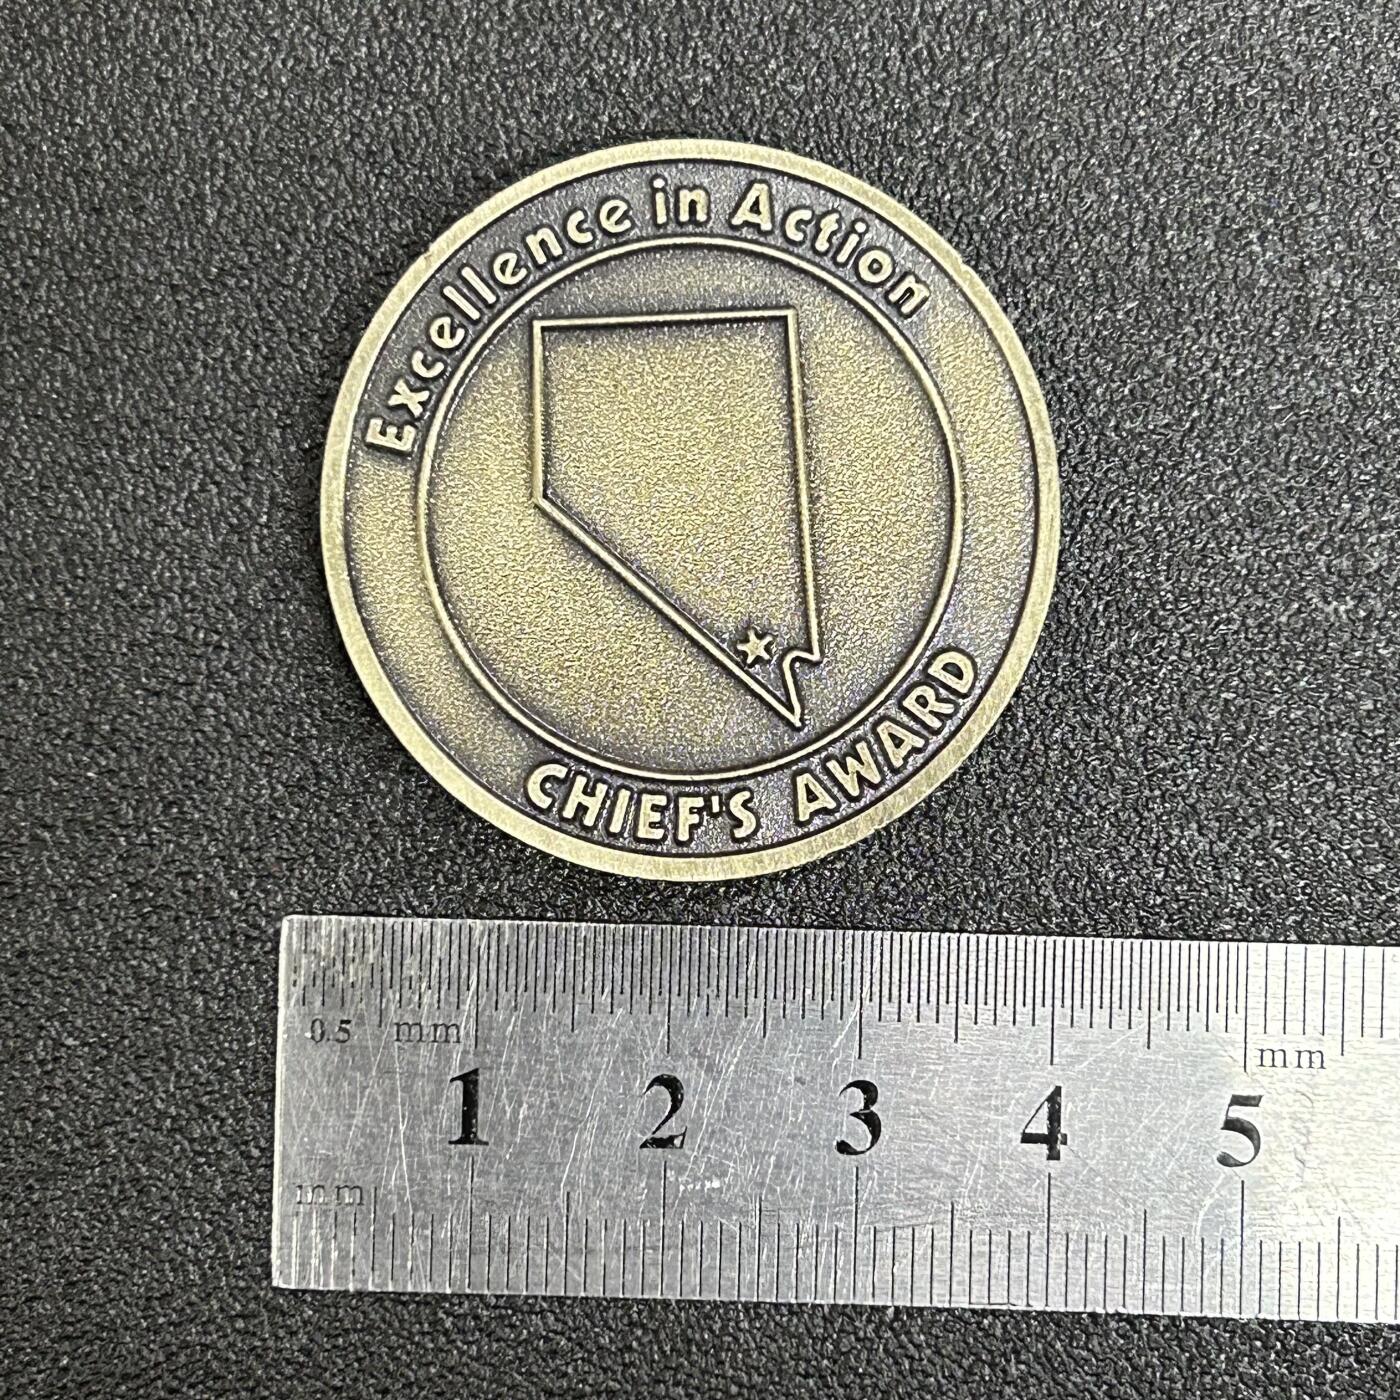 Excellence in Action
CHIEF'S AWARD
0.5 mm
mm
1 2 3 4 5
mm